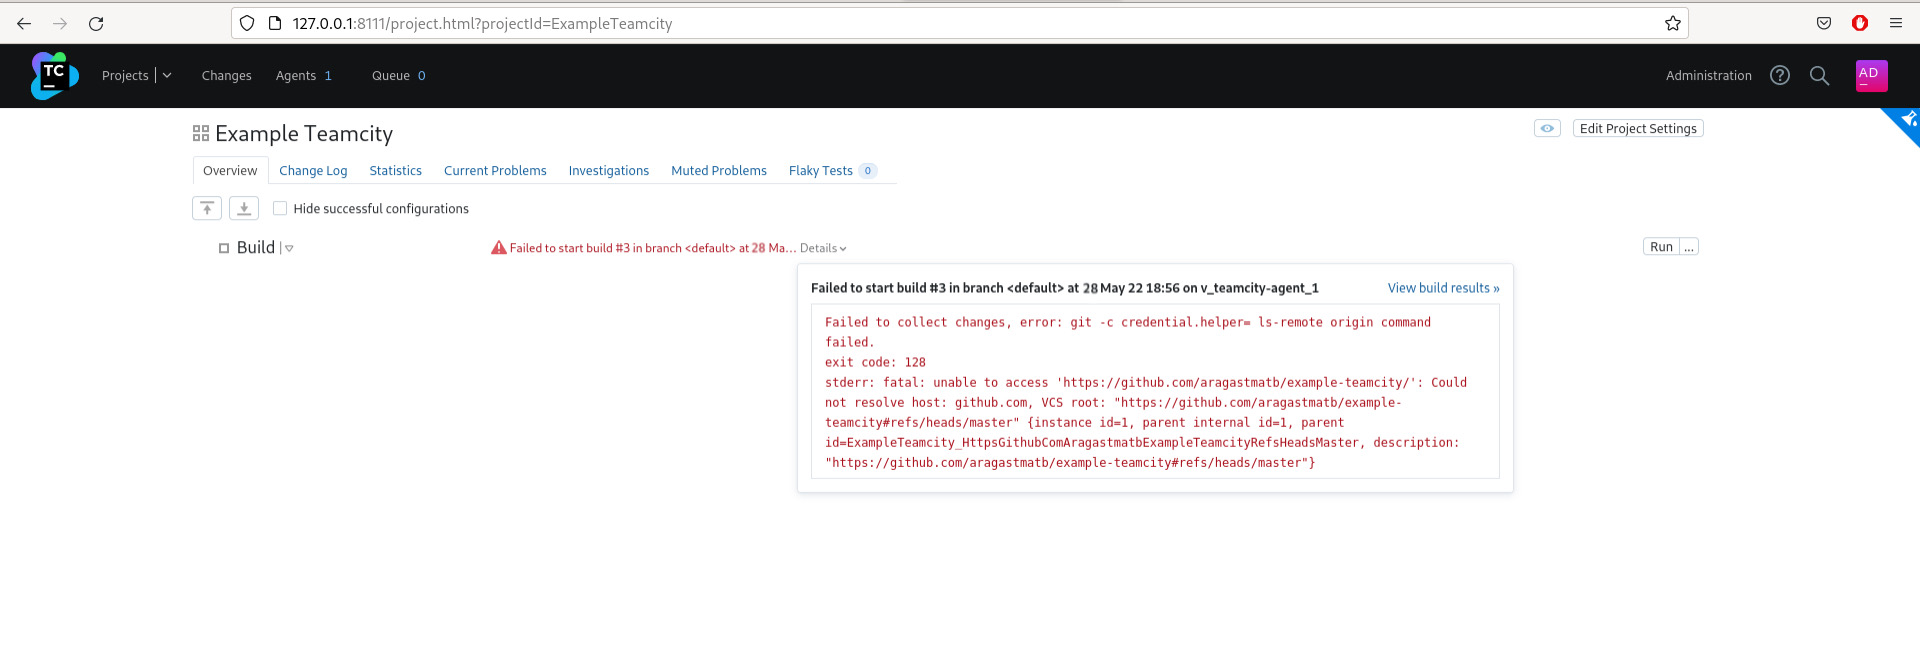 127.0.0.1:8111/project.html?projectId=ExampleTeamcity
TC
Projects
Changes
Agents 1
Queue 0
Administration
AD
Example Teamcity
Edit Project Settings
Overview
Change Log
Statistics
Current Problems
Investigations
Muted Problems
Flaky Tests 0
Hide successful configurations
Build
Failed to start build #3 in branch <default> at 28 Ma... Details
Run ...
Failed to start build #3 in branch <default> at 28 May 22 18:56 on v_teamcity-agent_1
View build results »
Failed to collect changes, error: git -c credential.helper= ls-remote origin command
failed.
exit code: 128
stderr: fatal: unable to access 'https://github.com/aragastmatb/example-teamcity/': Could
not resolve host: github.com, VCS root: "https://github.com/aragastmatb/example-
teamcity#refs/heads/master" {instance id=1, parent internal id=1, parent
id=ExampleTeamcity_HttpsGithubComAragastmatbExampleTeamcityRefsHeadsMaster, description:
"https://github.com/aragastmatb/example-teamcity#refs/heads/master"}